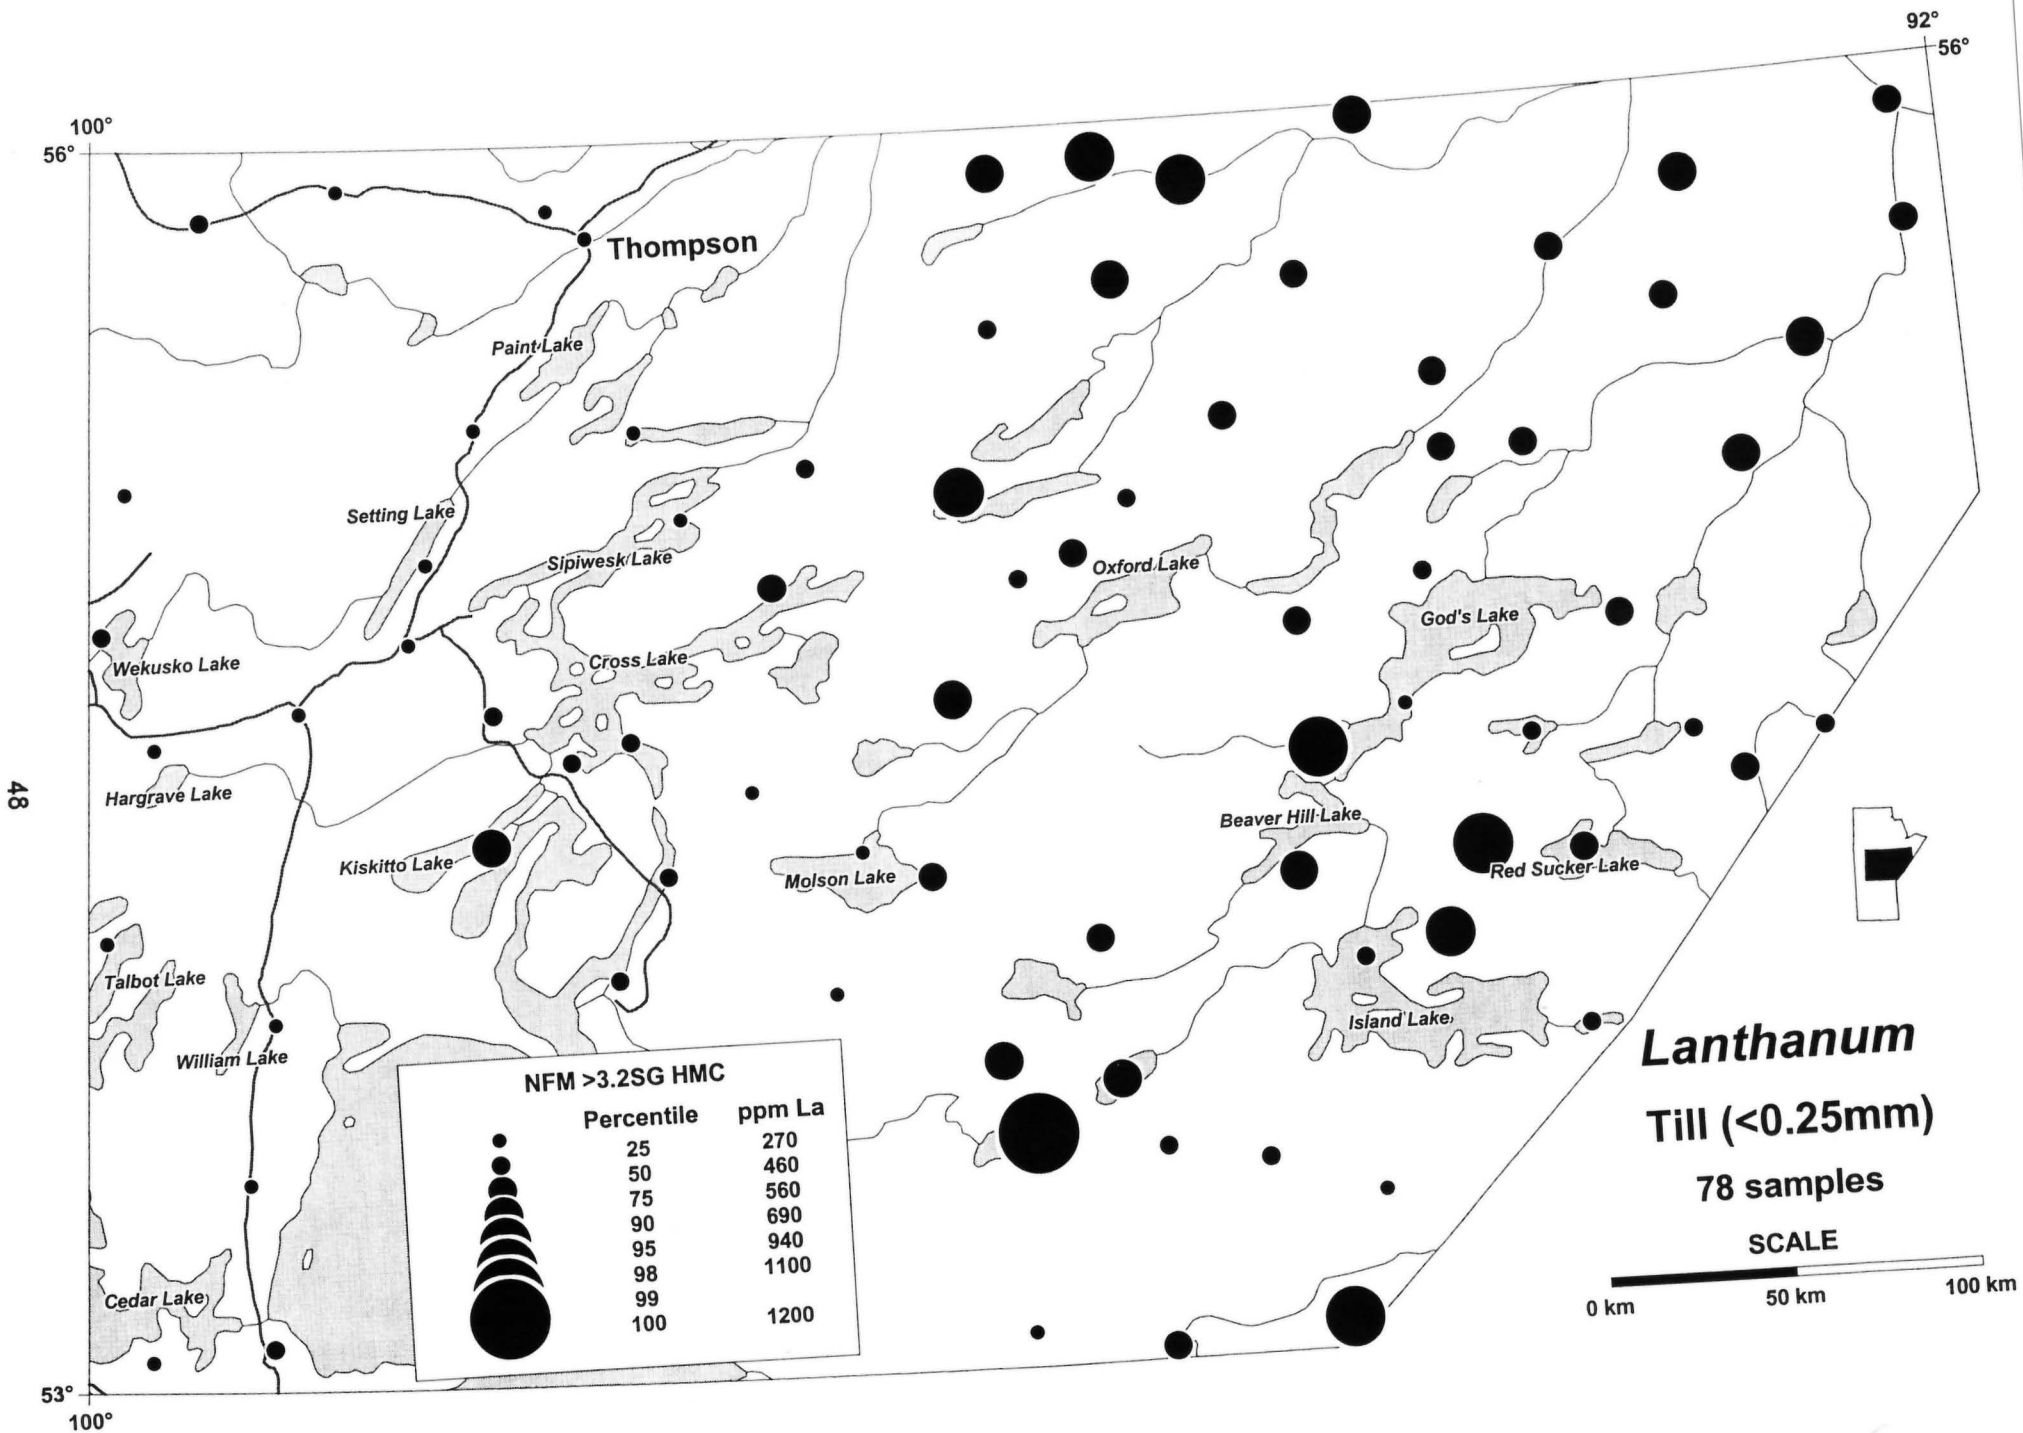 92°
56°
100°
56°
Thompson
Paint Lake
Setting Lake
Sipiwesk Lake
Oxford Lake
God's Lake
Wekusko Lake
Cross Lake
Hargrave Lake
48
Beaver Hill Lake
Kiskitto Lake
Molson Lake
Red Sucker Lake
Talbot Lake
Island Lake
William Lake
Lanthanum
Till (<0.25mm)
78 samples
SCALE
0 km 50 km 100 km
NFM >3.2SG HMC
Percentile ppm La
25 270
50 460
75 560
90 690
95 940
98 1100
99
100 1200
Cedar Lake
53°
100°